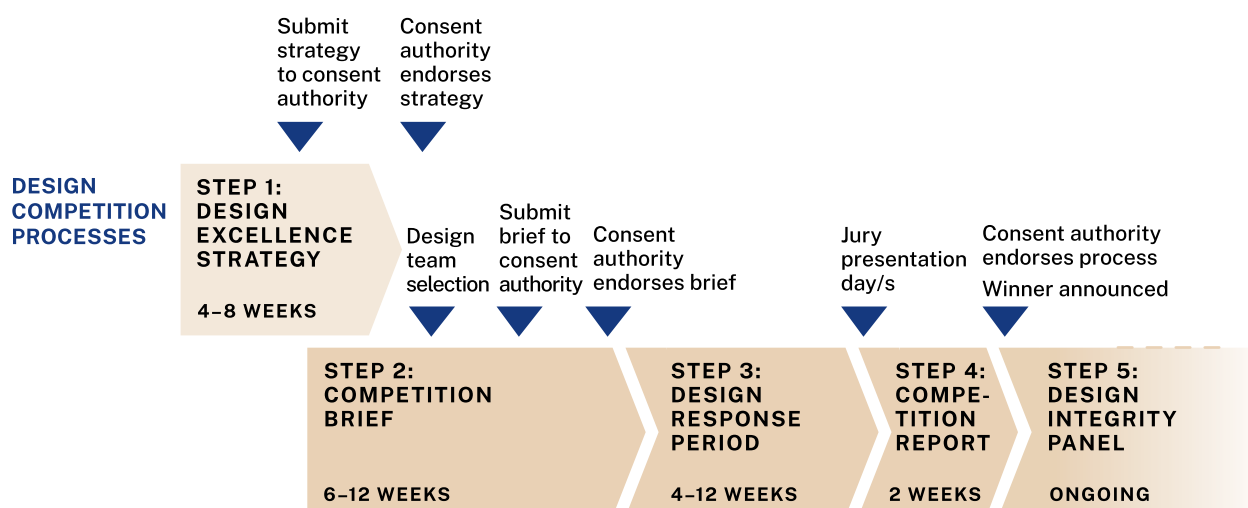 Submit
strategy
to consent
authority
Consent
authority
endorses
strategy
DESIGN
COMPETITION
PROCESSES
STEP 1:
DESIGN
EXCELLENCE
STRATEGY
4–8 WEEKS
Design
team
selection
Submit
brief to
consent
authority
Consent
authority
endorses brief
Jury
presentation
day/s
Consent authority
endorses process
Winner announced
STEP 2:
COMPETITION
BRIEF
6–12 WEEKS
STEP 3:
DESIGN
RESPONSE
PERIOD
4–12 WEEKS
STEP 4:
COMPE-
TITION
REPORT
2 WEEKS
STEP 5:
DESIGN
INTEGRITY
PANEL
ONGOING